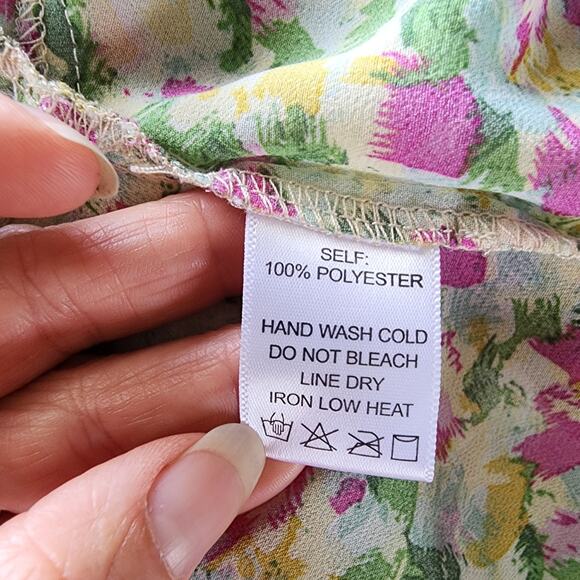 SELF:
100% POLYESTER
HAND WASH COLD
DO NOT BLEACH
LINE DRY
IRON LOW HEAT